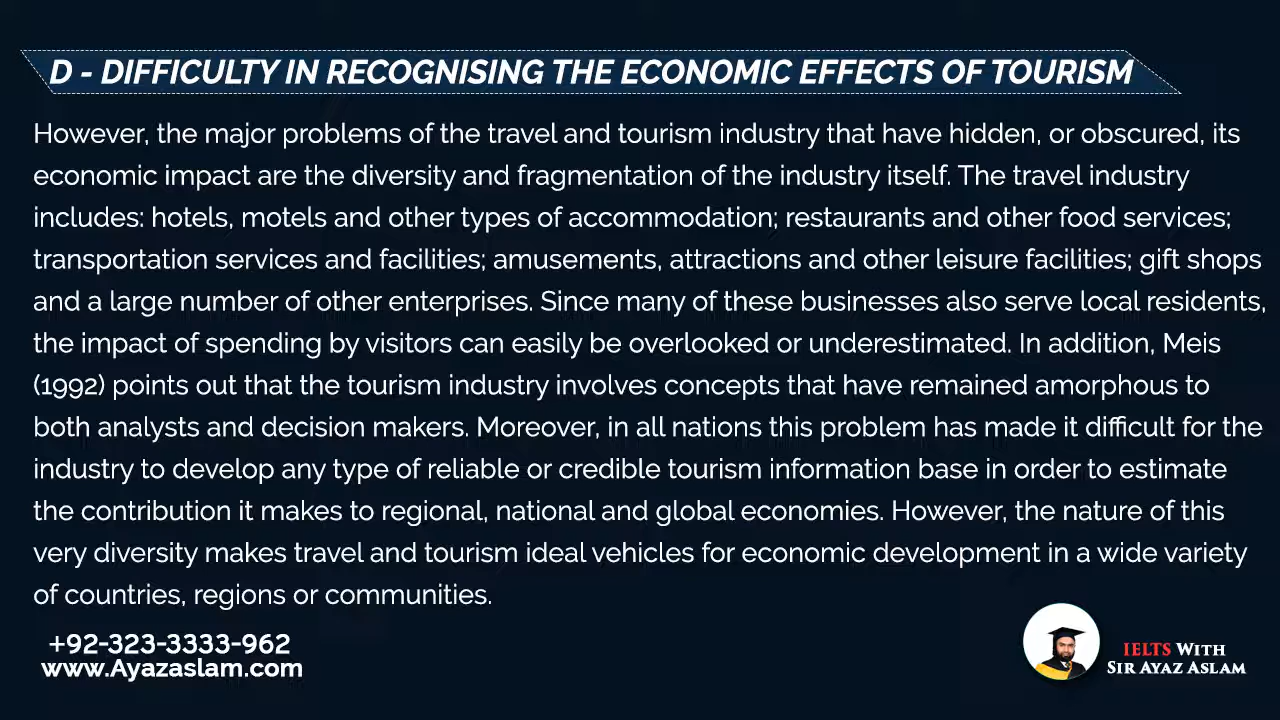 D - DIFFICULTY IN RECOGNISING THE ECONOMIC EFFECTS OF TOURISM
However, the major problems of the travel and tourism industry that have hidden, or obscured, its
economic impact are the diversity and fragmentation of the industry itself. The travel industry
includes: hotels, motels and other types of accommodation; restaurants and other food services;
transportation services and facilities; amusements, attractions and other leisure facilities; gift shops
and a large number of other enterprises. Since many of these businesses also serve local residents,
the impact of spending by visitors can easily be overlooked or underestimated. In addition, Meis
(1992) points out that the tourism industry involves concepts that have remained amorphous to
both analysts and decision makers. Moreover, in all nations this problem has made it difficult for the
industry to develop any type of reliable or credible tourism information base in order to estimate
the contribution it makes to regional, national and global economies. However, the nature of this
very diversity makes travel and tourism ideal vehicles for economic development in a wide variety
of countries, regions or communities.
+92-323-3333-962
www.Ayazaslam.com
IELTS WITH
SIR AYAZ ASLAM